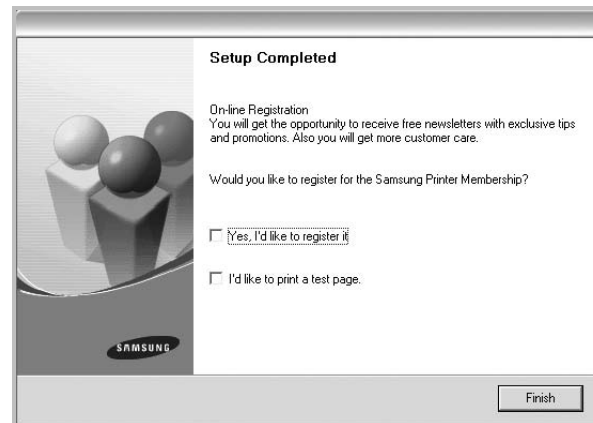 Setup Completed
On-line Registration
You will get the opportunity to receive free newsletters with exclusive tips
and promotions. Also you will get more customer care.
Would you like to register for the Samsung Printer Membership?
Yes, I'd like to register it
I'd like to print a test page.
SAMSUNG
Finish